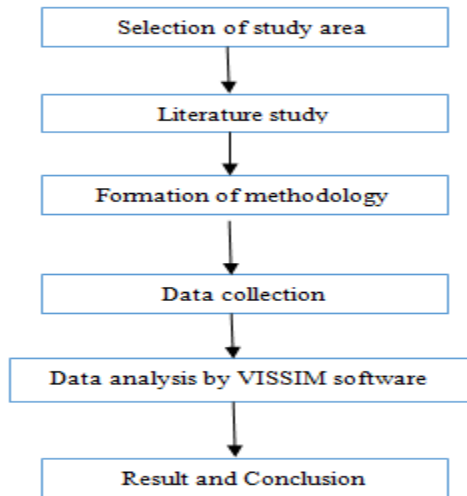 Selection of study area
Literature study
Formation of methodology
Data collection
Data analysis by VISSIM software
Result and Conclusion